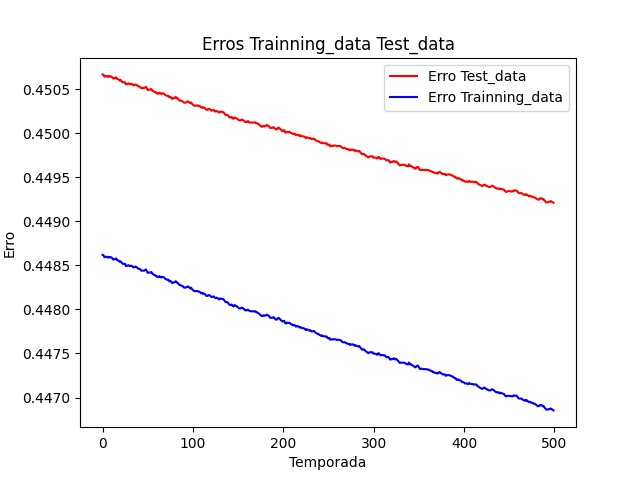 Erros Trainning_data Test_data
Erro Test_data
Erro Trainning_data
0.4505
0.4500
0.4495
0.4490
0.4485
0.4480
0.4475
0.4470
Erro
0 100 200 300 400 500
Temporada